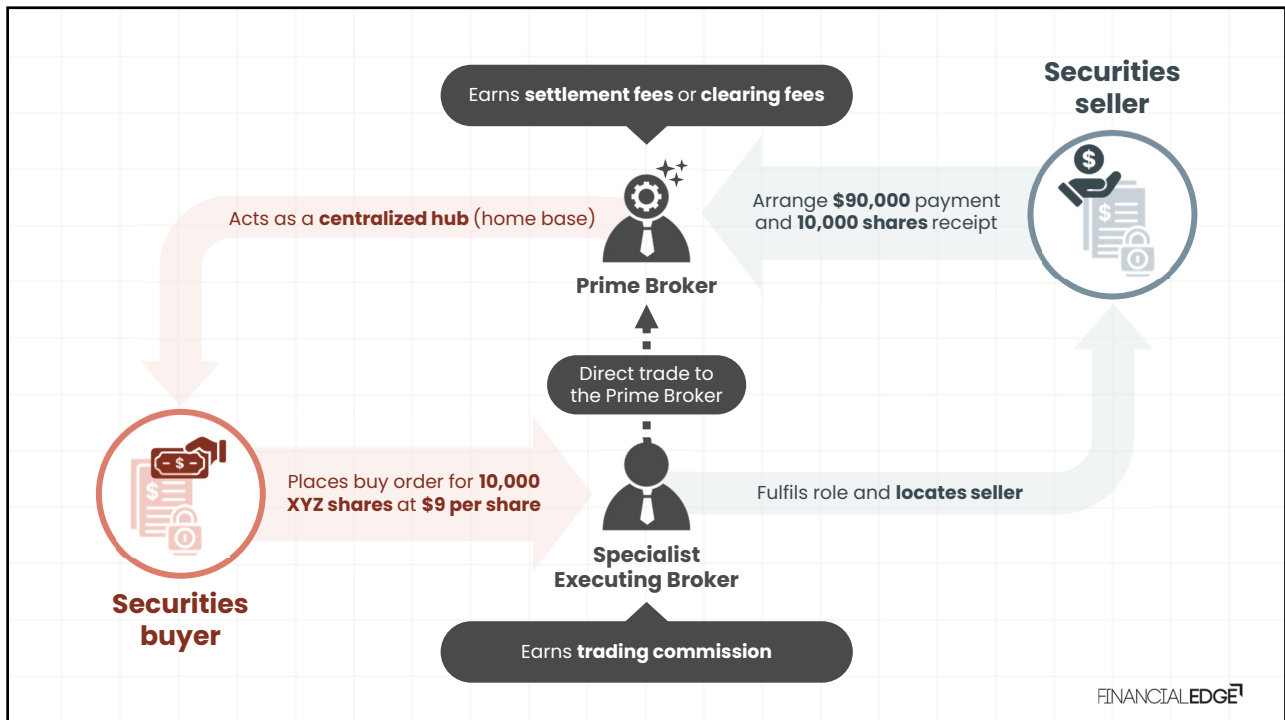 Earns settlement fees or clearing fees
Securities
seller
$
$
Acts as a centralized hub (home base)
Arrange $90,000 payment
and 10,000 shares receipt
Prime Broker
Direct trade to
the Prime Broker
- $ -
$
Places buy order for 10,000
XYZ shares at $9 per share
Fulfils role and locates seller
Specialist
Executing Broker
Securities
buyer
Earns trading commission
FINANCIALEDGE